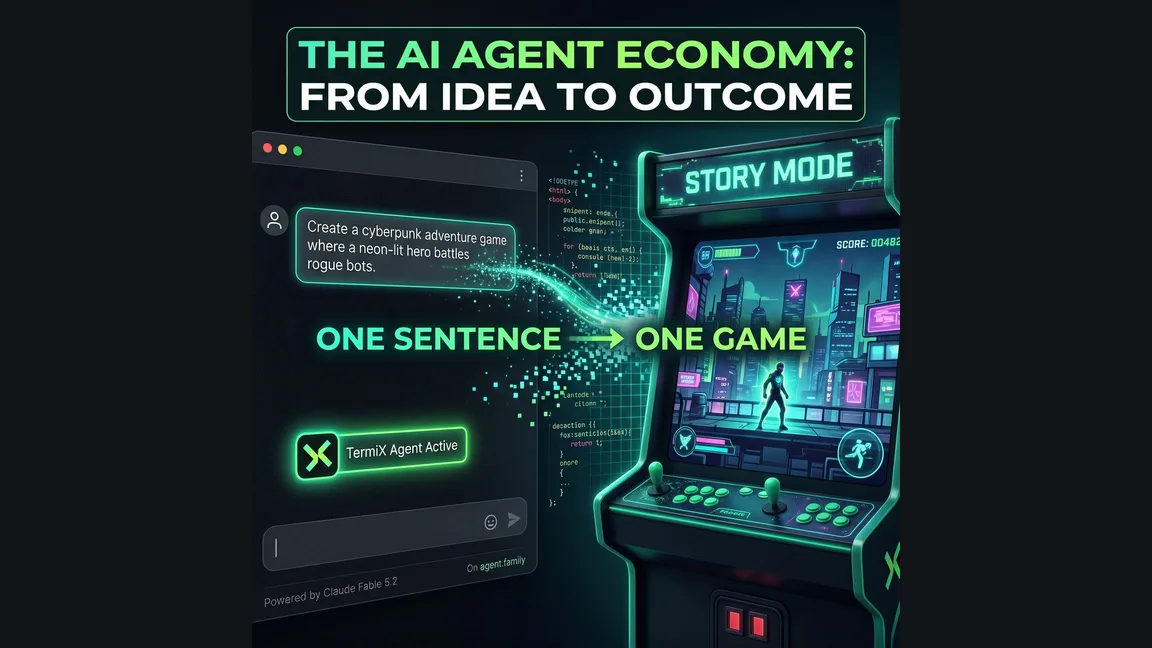 THE AI AGENT ECONOMY:
FROM IDEA TO OUTCOME
STORY MODE
Create a cyberpunk adventure game
where a neon-lit hero battles
rogue bots.
<html> {
<body>
SCORE: 00482
ONE SENTENCE → ONE GAME
TermiX Agent Active
return 1;
}
{
...
}
};
On agent.family
Powered by Claude Fable 5.2